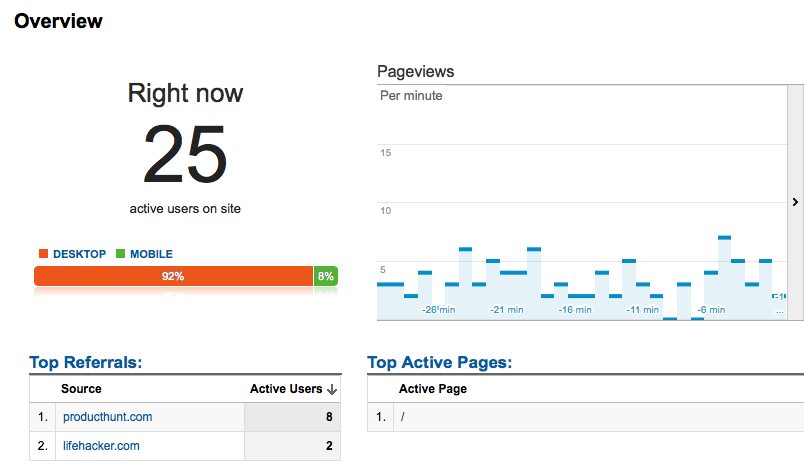 Overview
Right now
25
active users on site
DESKTOP MOBILE
92% 8%
Pageviews
Per minute
15
10
5
-26 min -21 min -16 min -11 min -6 min
...
Top Referrals:
Source Active Users
1. producthunt.com 8
2. lifehacker.com 2
Top Active Pages:
Active Page
1. /